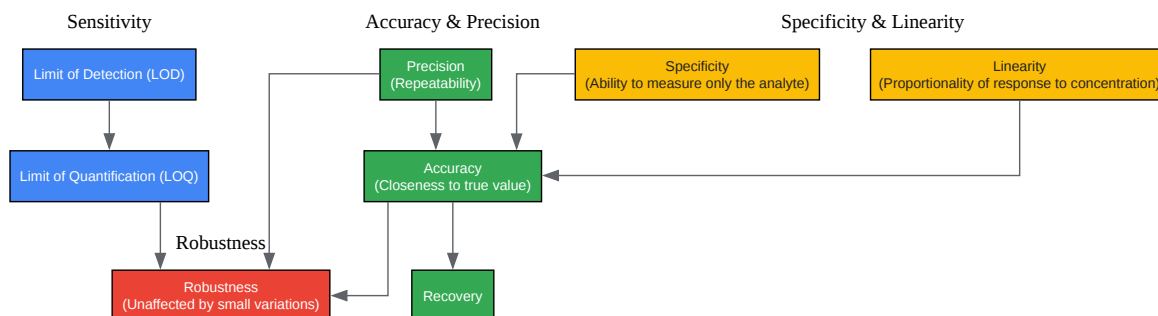 Sensitivity
Accuracy & Precision
Specificity & Linearity
Limit of Detection (LOD)
Precision
(Repeatability)
Specificity
(Ability to measure only the analyte)
Linearity
(Proportionality of response to concentration)
Limit of Quantification (LOQ)
Accuracy
(Closeness to true value)
Robustness
Robustness
(Unaffected by small variations)
Recovery